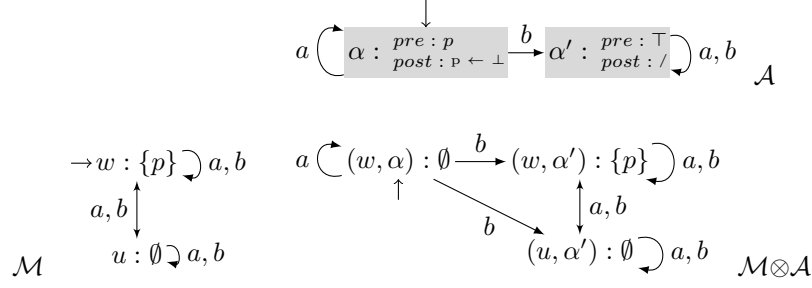 a α : pre : p post : p ← ⊥ b α′ : pre : ⊤ post : / a, b
𝒜
w : {p} a, b
a, b
u : ∅ a, b
ℳ
a (w, α) : ∅ b (w, α′) : {p} a, b
b a, b
(u, α′) : ∅ a, b
ℳ⊗𝒜